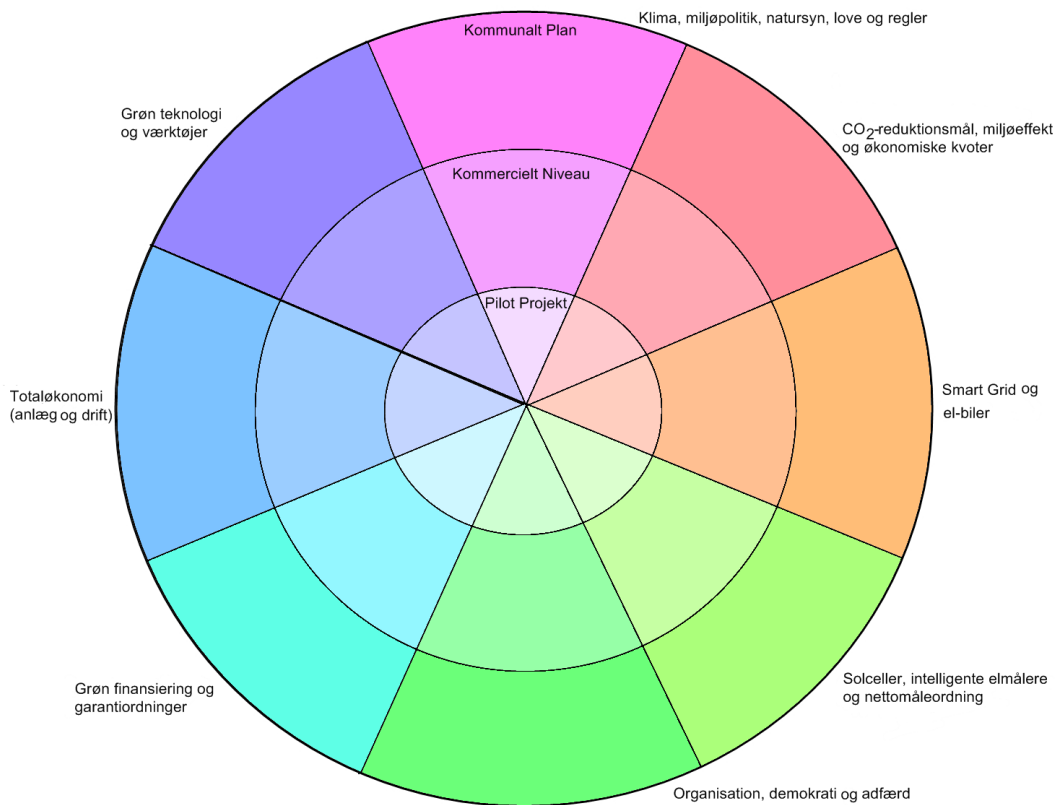 Kommunalt Plan
Klima, miljøpolitik, natursyn, love og regler
Grøn teknologi
og værktøjer
CO2-reduktionsmål, miljøeffekt
og økonomiske kvoter
Kommercielt Niveau
Pilot Projekt
Totaløkonomi
(anlæg og drift)
Smart Grid og
el-biler
Grøn finansiering og
garantiordninger
Solceller, intelligente elmålere
og nettomåleordning
Organisation, demokrati og adfærd